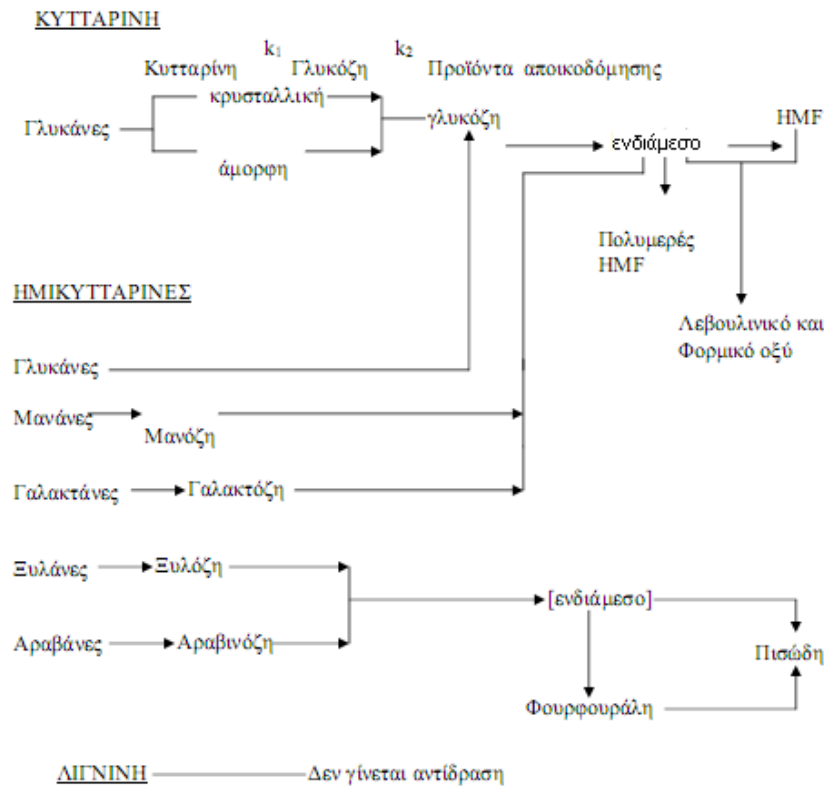 ΚΥΤΤΑΡΙΝΗ
k₁ k₂
Κυτταρίνη Γλυκόζη Προϊόντα αποικοδόμησης
κρυσταλλική
Γλυκάνες γλυκόζη HMF
ενδιάμεσο
άμορφη
Πολυμερές
HMF
ΗΜΙΚΥΤΤΑΡΙΝΕΣ
Λεβουλινικό και
Φορμικό οξύ
Γλυκάνες
Μανάνες
Μανόζη
Γαλακτάνες Γαλακτόζη
Ξυλάνες Ξυλόζη
[ενδιάμεσο]
Αραβάνες Αραβινόζη
Πισώδη
Φουρφουράλη
ΛΙΓΝΙΝΗ Δεν γίνεται αντίδραση